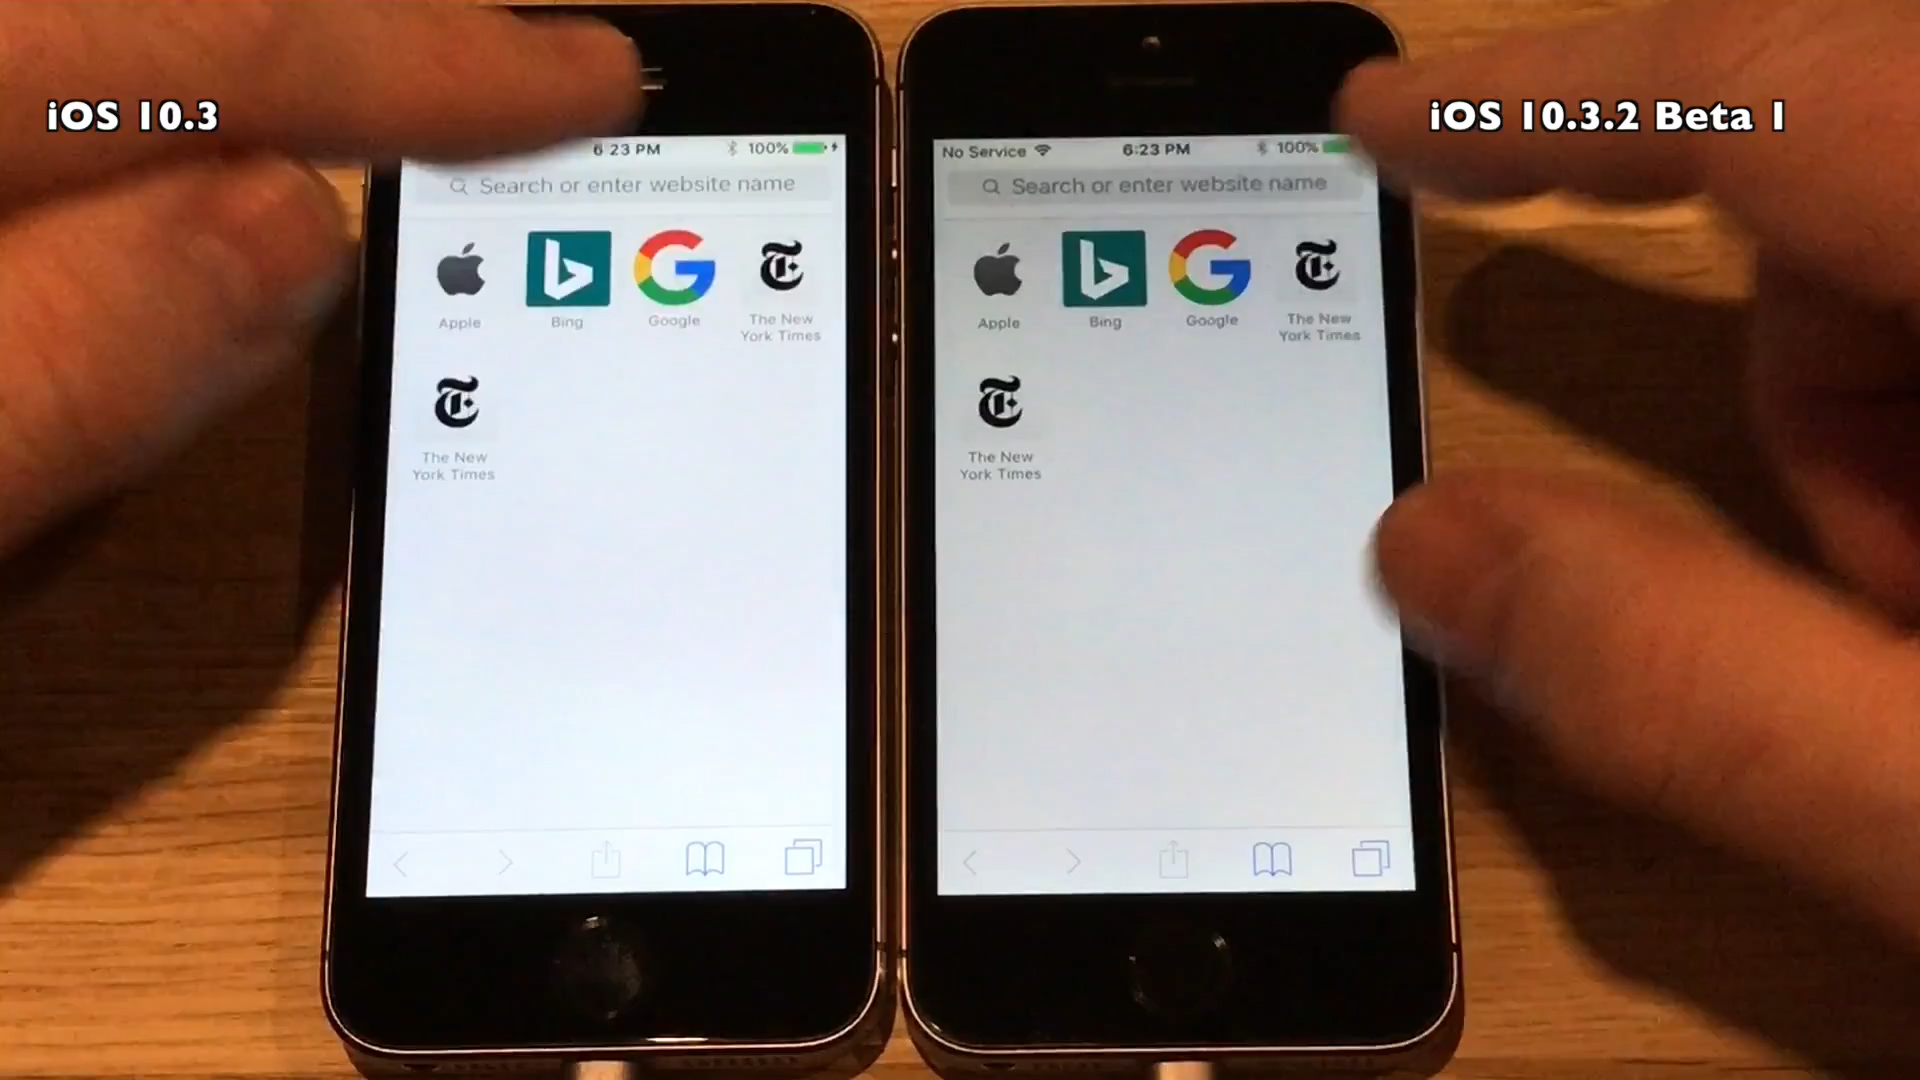 iOS 10.3
iOS 10.3.2 Beta 1
6 23 PM
100%
Search or enter website name
Apple
Bing
Google
The New
York Times
The New
York Times
No Service
6:23 PM
100%
Search or enter website name
Apple
Bing
Google
The New
York Times
The New
York Times